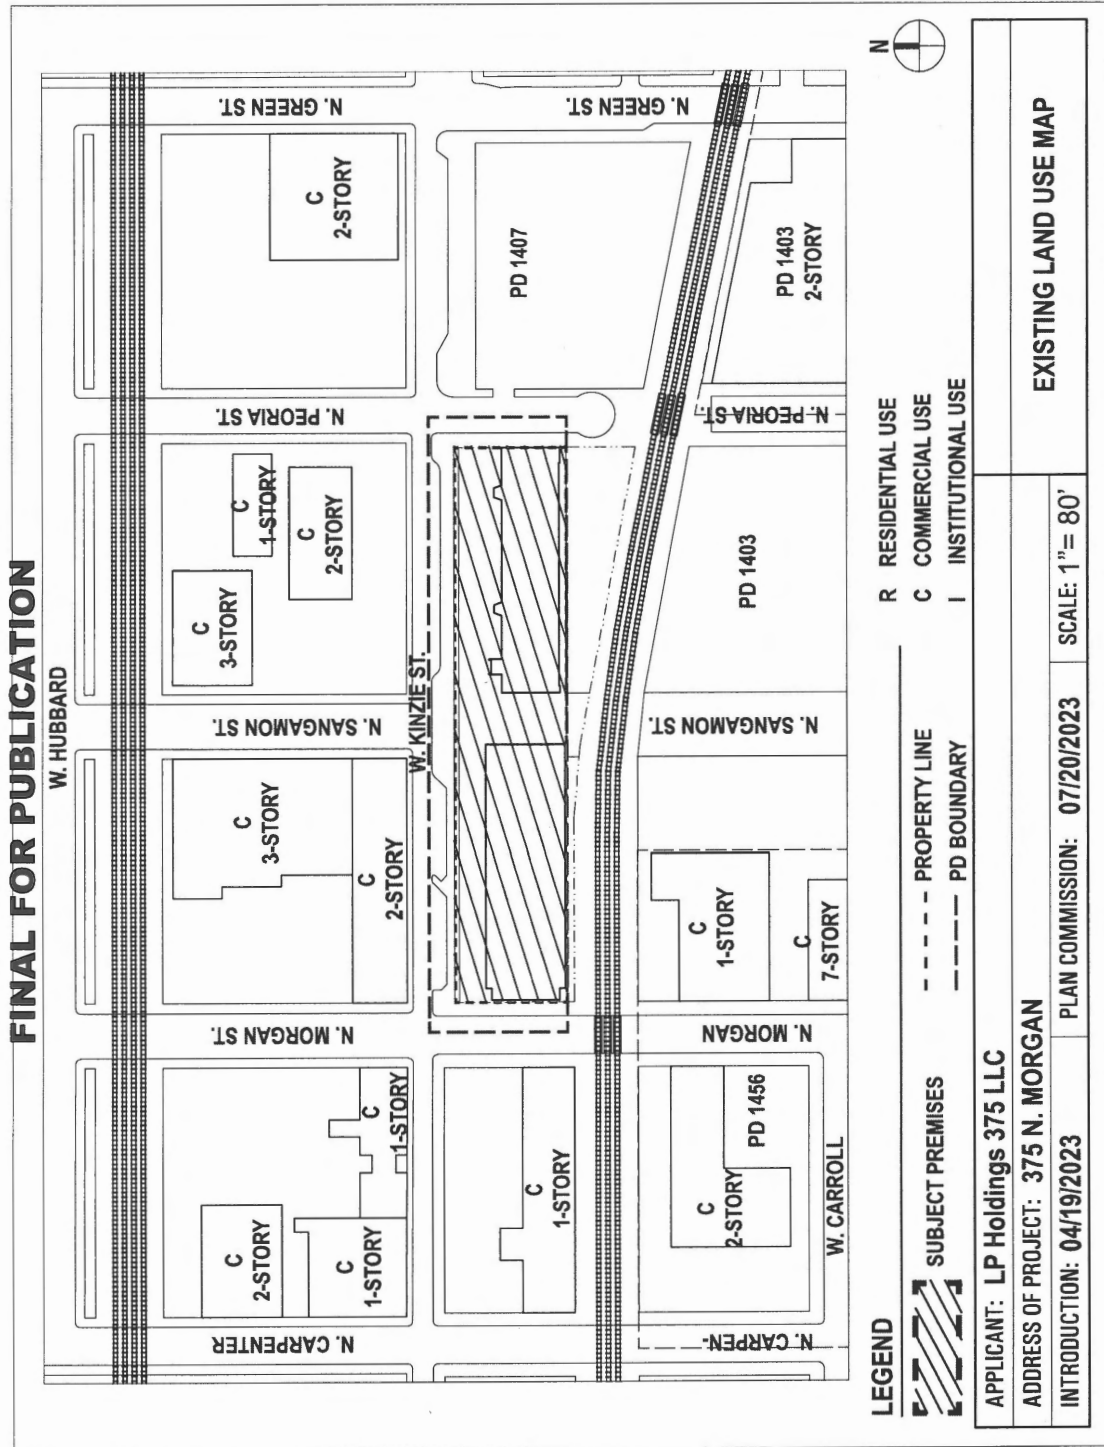 FINAL FOR PUBLICATION
W. HUBBARD
N. CARPENTER
N. MORGAN ST.
N. SANGAMON ST.
N. PEORIA ST.
N. GREEN ST.
C
2-STORY
C
1-STORY
C
1-STORY
C
3-STORY
C
2-STORY
C
3-STORY
C
1-STORY
C
2-STORY
C
2-STORY
W. KINZIE ST.
C
1-STORY
PD 1407
N. GREEN ST.
N. CARPEN-
N. MORGAN
N. SANGAMON ST.
N. PEORIA ST.
C
2-STORY
PD 1456
C
1-STORY
C
7-STORY
PD 1403
PD 1403
2-STORY
W. CARROLL
N
LEGEND
SUBJECT PREMISES
PROPERTY LINE
PD BOUNDARY
R RESIDENTIAL USE
C COMMERCIAL USE
I INSTITUTIONAL USE
APPLICANT: LP Holdings 375 LLC
ADDRESS OF PROJECT: 375 N. MORGAN
INTRODUCTION: 04/19/2023
PLAN COMMISSION: 07/20/2023
SCALE: 1"= 80'
EXISTING LAND USE MAP